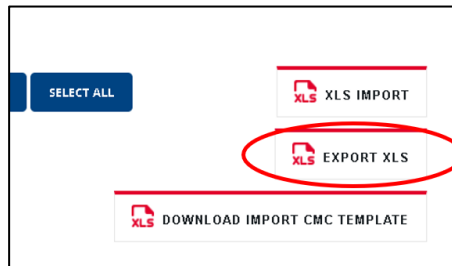 SELECT ALL
XLS XLS IMPORT
XLS EXPORT XLS
XLS DOWNLOAD IMPORT CMC TEMPLATE